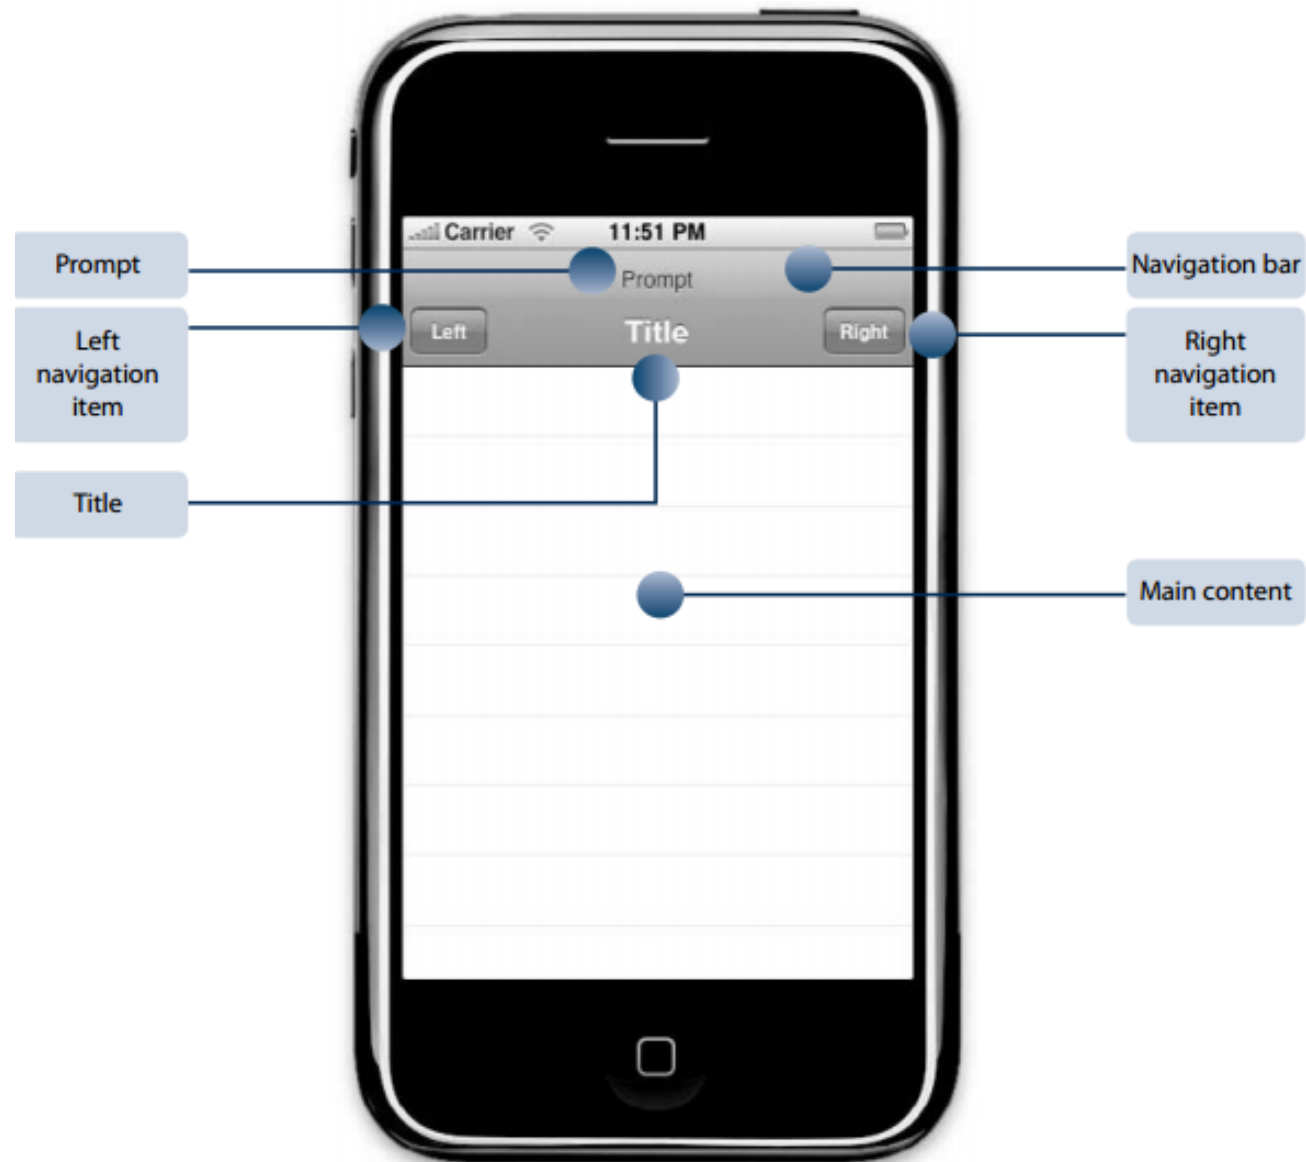 Carrier 11:51 PM
Prompt
Prompt
Navigation bar
Left
navigation
item
Left
Title
Right
Right
navigation
item
Title
Main content